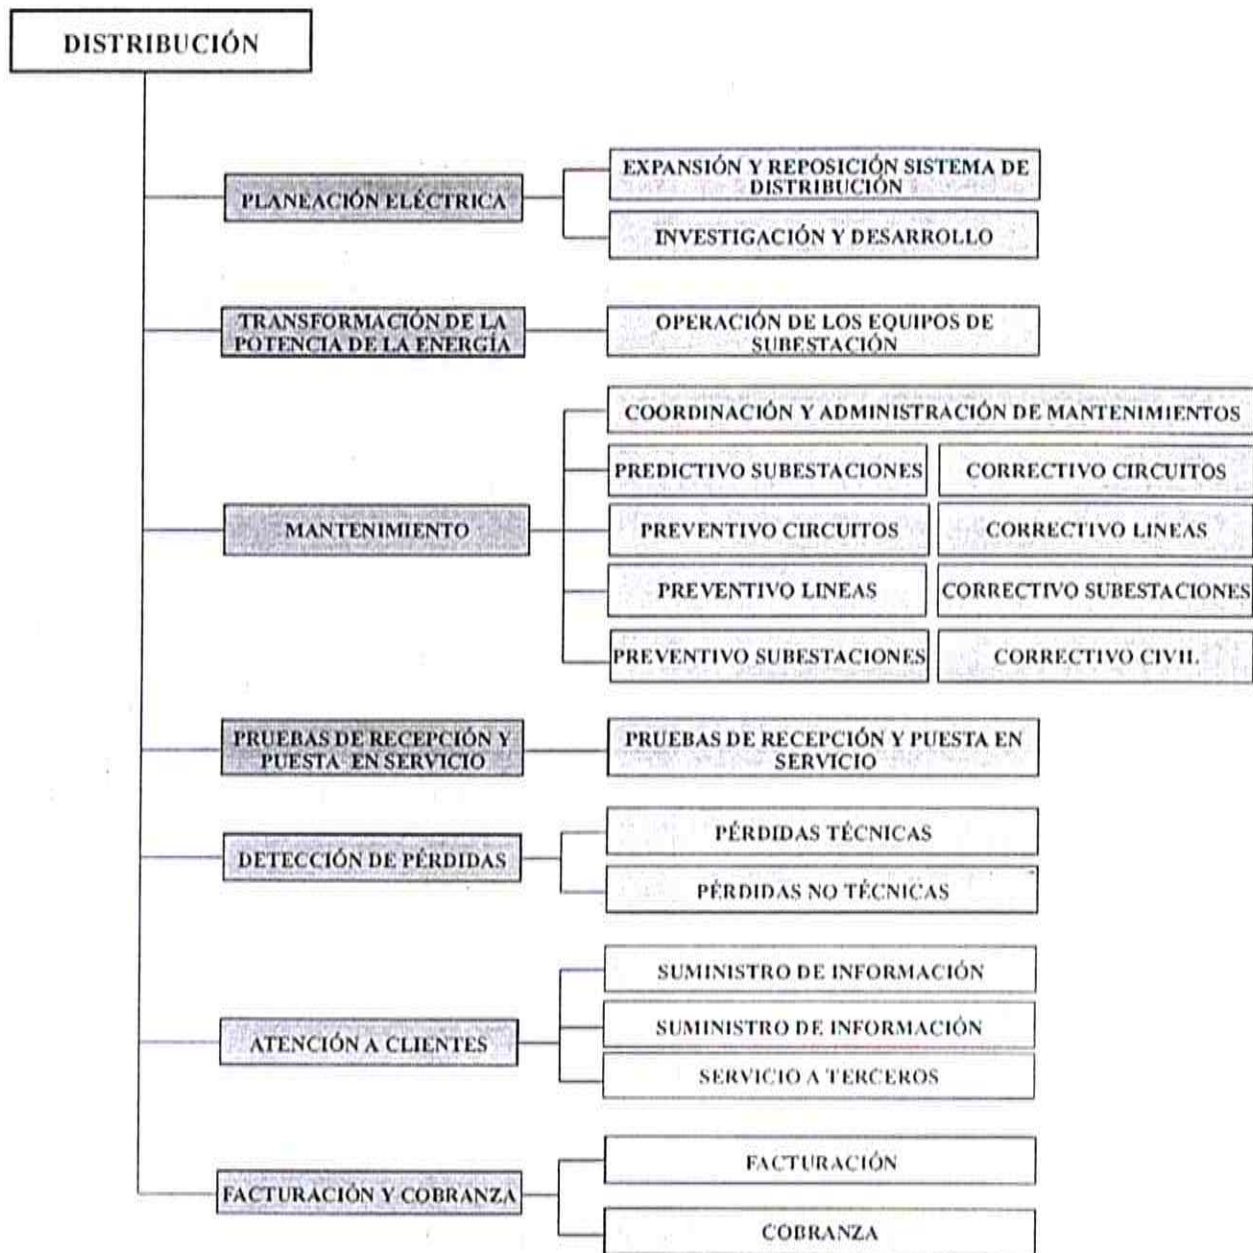 DISTRIBUCIÓN
PLANEACIÓN ELÉCTRICA
EXPANSIÓN Y REPOSICIÓN SISTEMA DE
DISTRIBUCIÓN
INVESTIGACIÓN Y DESARROLLO
TRANSFORMACIÓN DE LA
POTENCIA DE LA ENERGÍA
OPERACIÓN DE LOS EQUIPOS DE
SUBESTACIÓN
MANTENIMIENTO
COORDINACIÓN Y ADMINISTRACIÓN DE MANTENIMIENTOS
PREDICTIVO SUBESTACIONES
CORRECTIVO CIRCUITOS
PREVENTIVO CIRCUITOS
CORRECTIVO LINEAS
PREVENTIVO LINEAS
CORRECTIVO SUBESTACIONES
PREVENTIVO SUBESTACIONES
CORRECTIVO CIVIL
PRUEBAS DE RECEPCIÓN Y
PUESTA EN SERVICIO
PRUEBAS DE RECEPCIÓN Y PUESTA EN
SERVICIO
DETECCIÓN DE PÉRDIDAS
PÉRDIDAS TÉCNICAS
PÉRDIDAS NO TÉCNICAS
ATENCIÓN A CLIENTES
SUMINISTRO DE INFORMACIÓN
SUMINISTRO DE INFORMACIÓN
SERVICIO A TERCEROS
FACTURACIÓN Y COBRANZA
FACTURACIÓN
COBRANZA